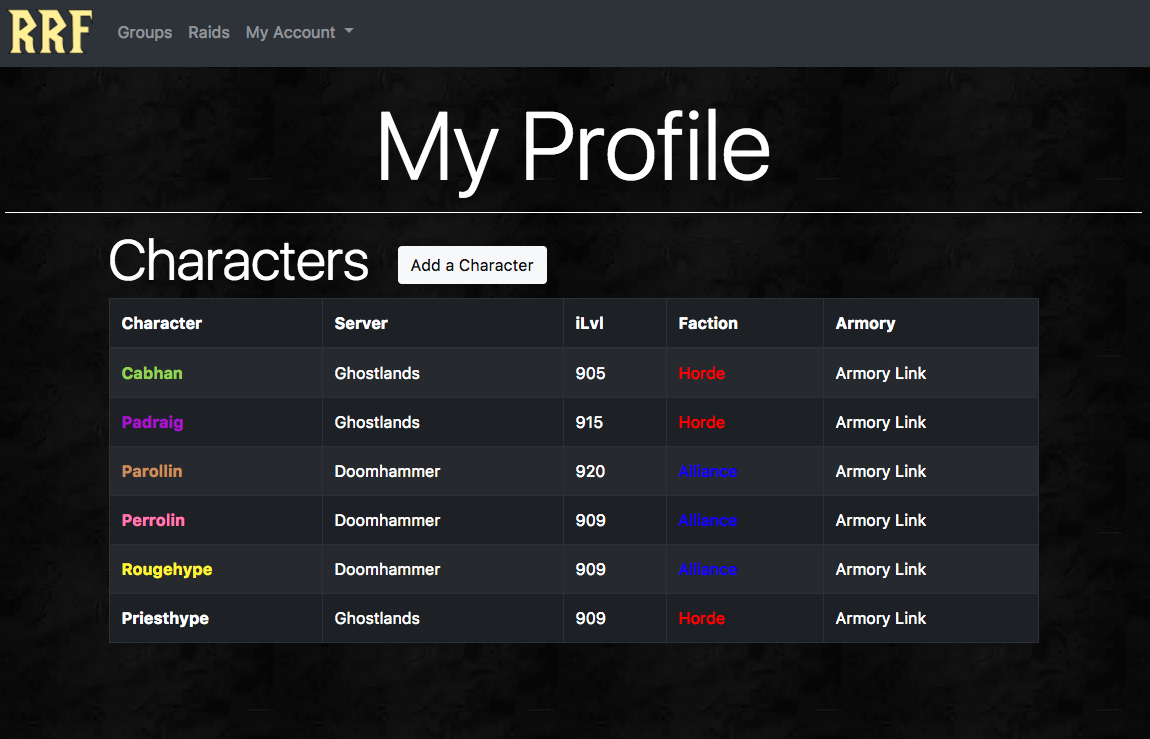 RRF Groups Raids My Account
My Profile
Characters Add a Character
Character Server iLvl Faction Armory
Cabhan Ghostlands 905 Horde Armory Link
Padraig Ghostlands 915 Horde Armory Link
Parollin Doomhammer 920 Alliance Armory Link
Perrolin Doomhammer 909 Alliance Armory Link
Rougehype Doomhammer 909 Alliance Armory Link
Priesthype Ghostlands 909 Horde Armory Link